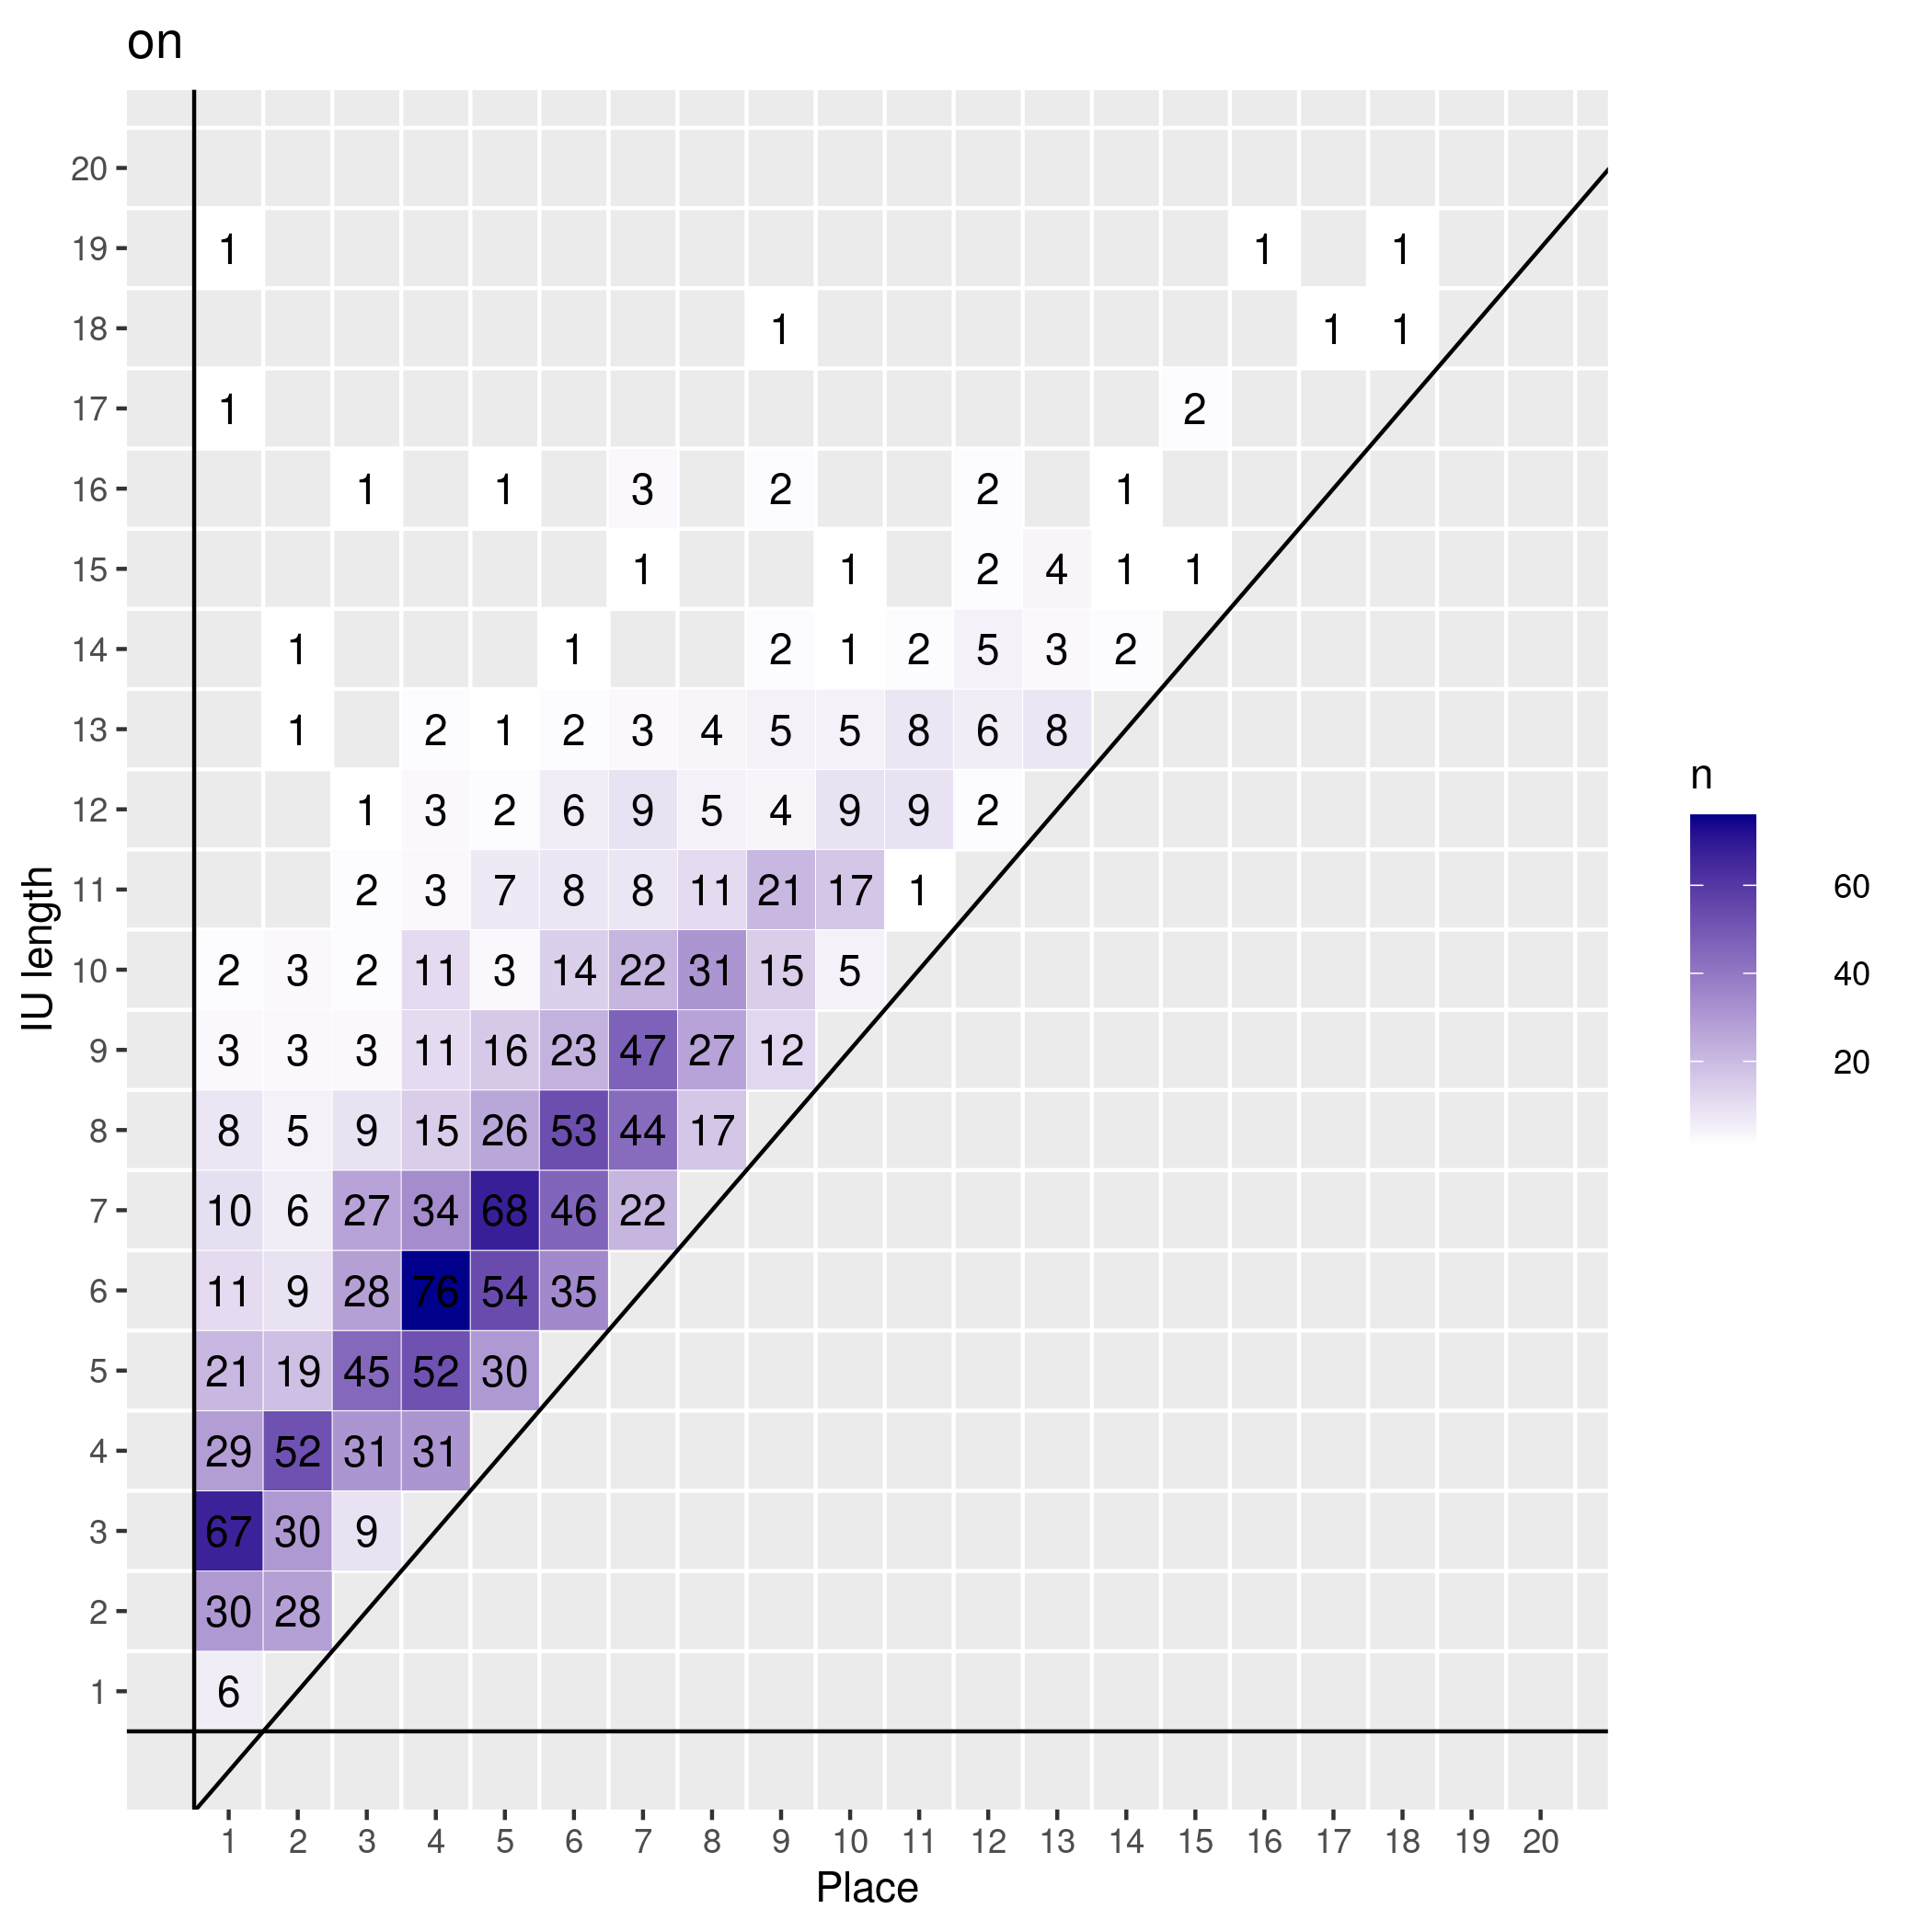 on
20
19 1 1 1
18 1 1 1
17 1 2
16 1 1 3 2 2 1
15 1 1 2 4 1 1
14 1 1 2 1 2 5 3 2
13 1 2 1 2 3 4 5 5 8 6 8
12 1 3 2 6 9 5 4 9 9 2
11 2 3 7 8 8 11 21 17 1
10 2 3 2 11 3 14 22 31 15 5
9 3 3 3 11 16 23 47 27 12
8 8 5 9 15 26 53 44 17
7 10 6 27 34 68 46 22
6 11 9 28 76 54 35
5 21 19 45 52 30
4 29 52 31 31
3 67 30 9
2 30 28
1 6
1 2 3 4 5 6 7 8 9 10 11 12 13 14 15 16 17 18 19 20
Place
IU length
n
60
40
20